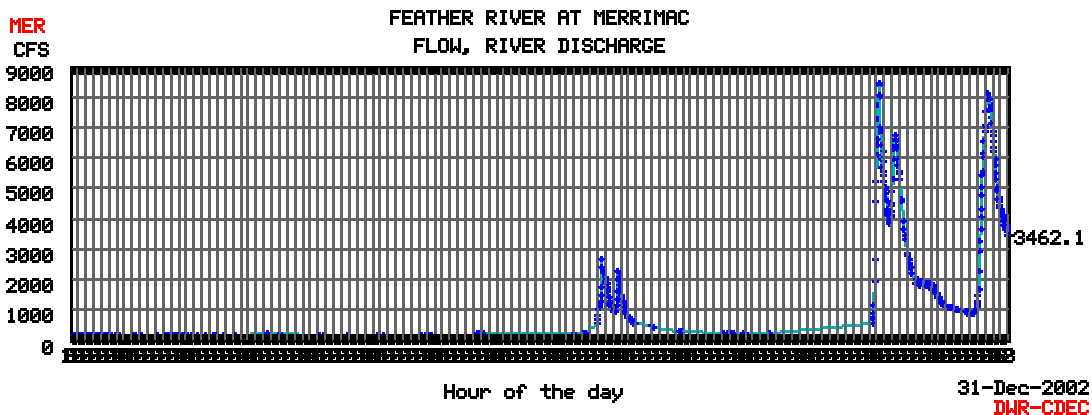 FEATHER RIVER AT MERRIMAC
MER
CFS
FLOW, RIVER DISCHARGE
9000
8000
7000
6000
5000
4000
3000
2000
1000
0
3462.1
Hour of the day
31-Dec-2002
DWR-CDEC